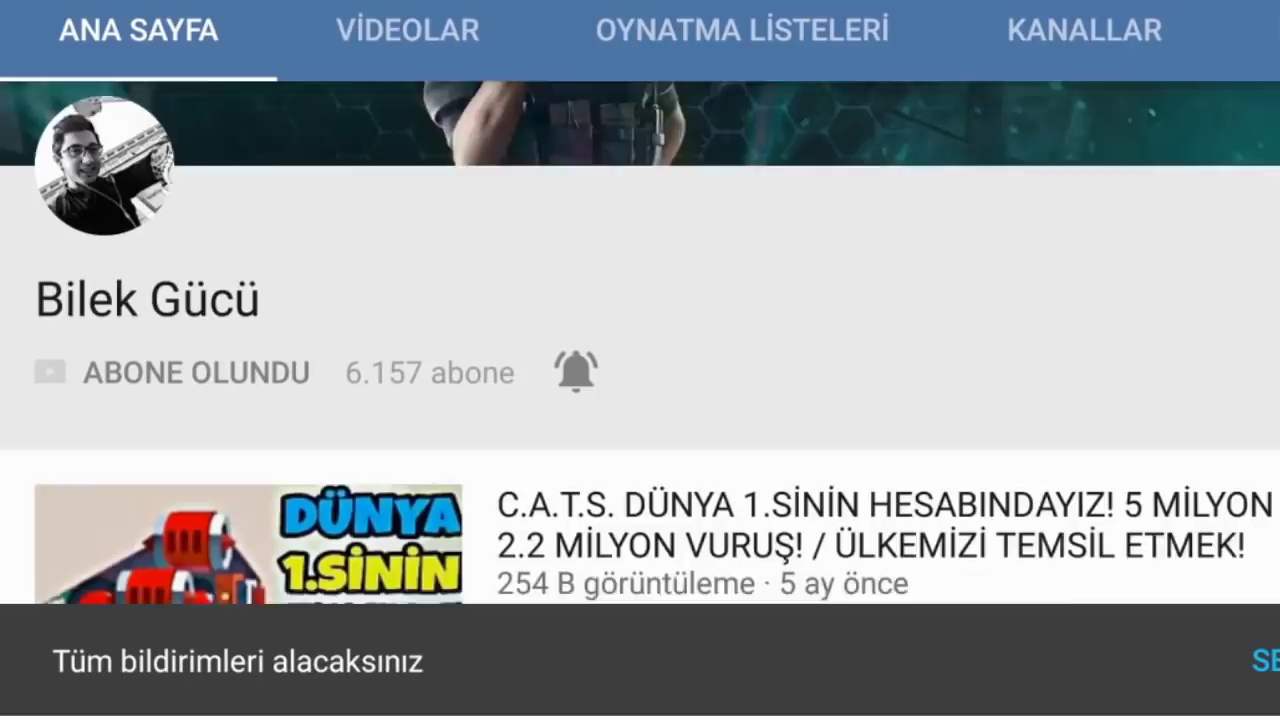 ANA SAYFA VİDEOLAR OYNATMA LİSTELERİ KANALLAR
Bilek Gücü
ABONE OLUNDU 6.157 abone
DÜNYA
1.SİNİN
C.A.T.S. DÜNYA 1.SİNİN HESABINDAYIZ! 5 MİLYON
2.2 MİLYON VURUŞ! / ÜLKEMİZİ TEMSİL ETMEK!
254 B görüntüleme · 5 ay önce
Tüm bildirimleri alacaksınız